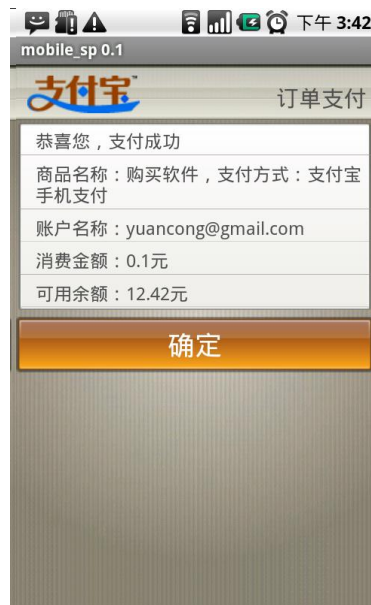 下午 3:42
mobile_sp 0.1
支付宝™
订单支付
恭喜您，支付成功
商品名称：购买软件，支付方式：支付宝
手机支付
账户名称：yuancong@gmail.com
消费金额：0.1元
可用余额：12.42元
确定